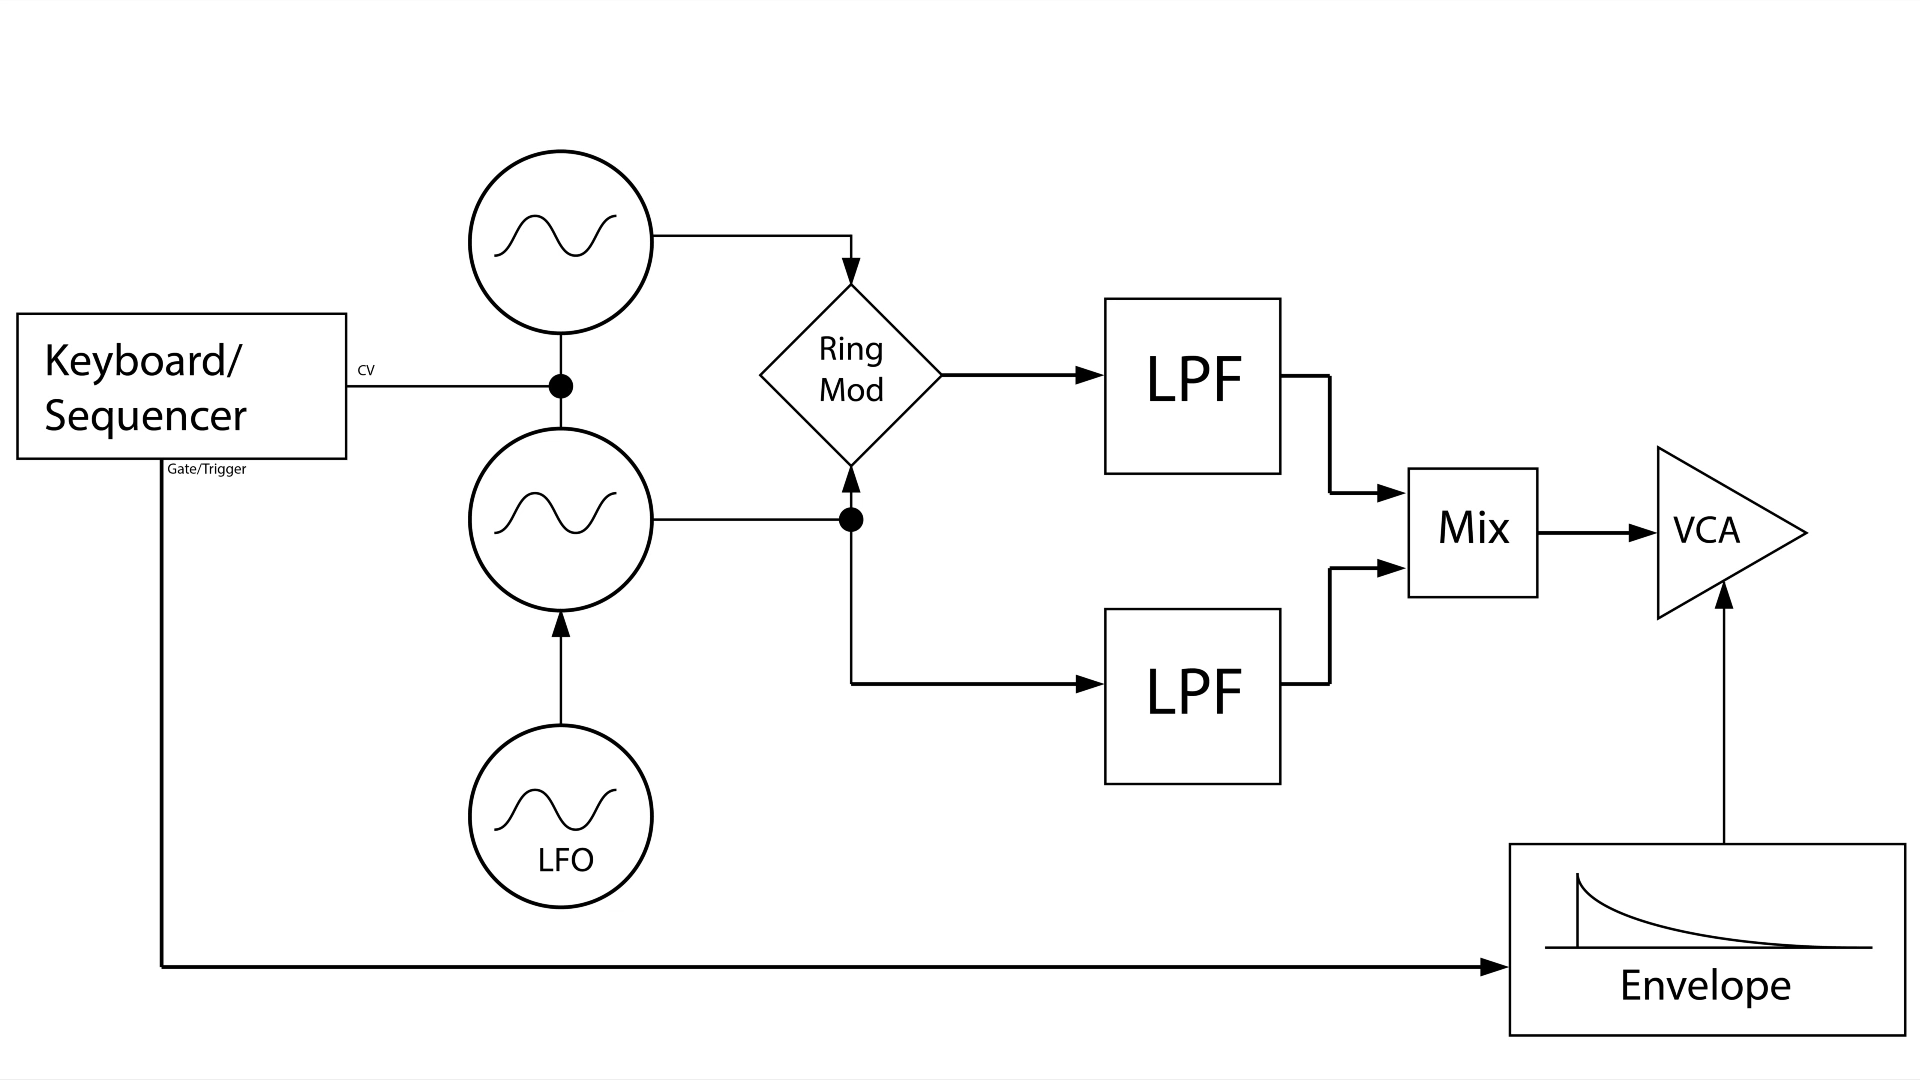 Keyboard/
Sequencer
CV
Gate/Trigger
LFO
Ring
Mod
LPF
LPF
Mix
VCA
Envelope